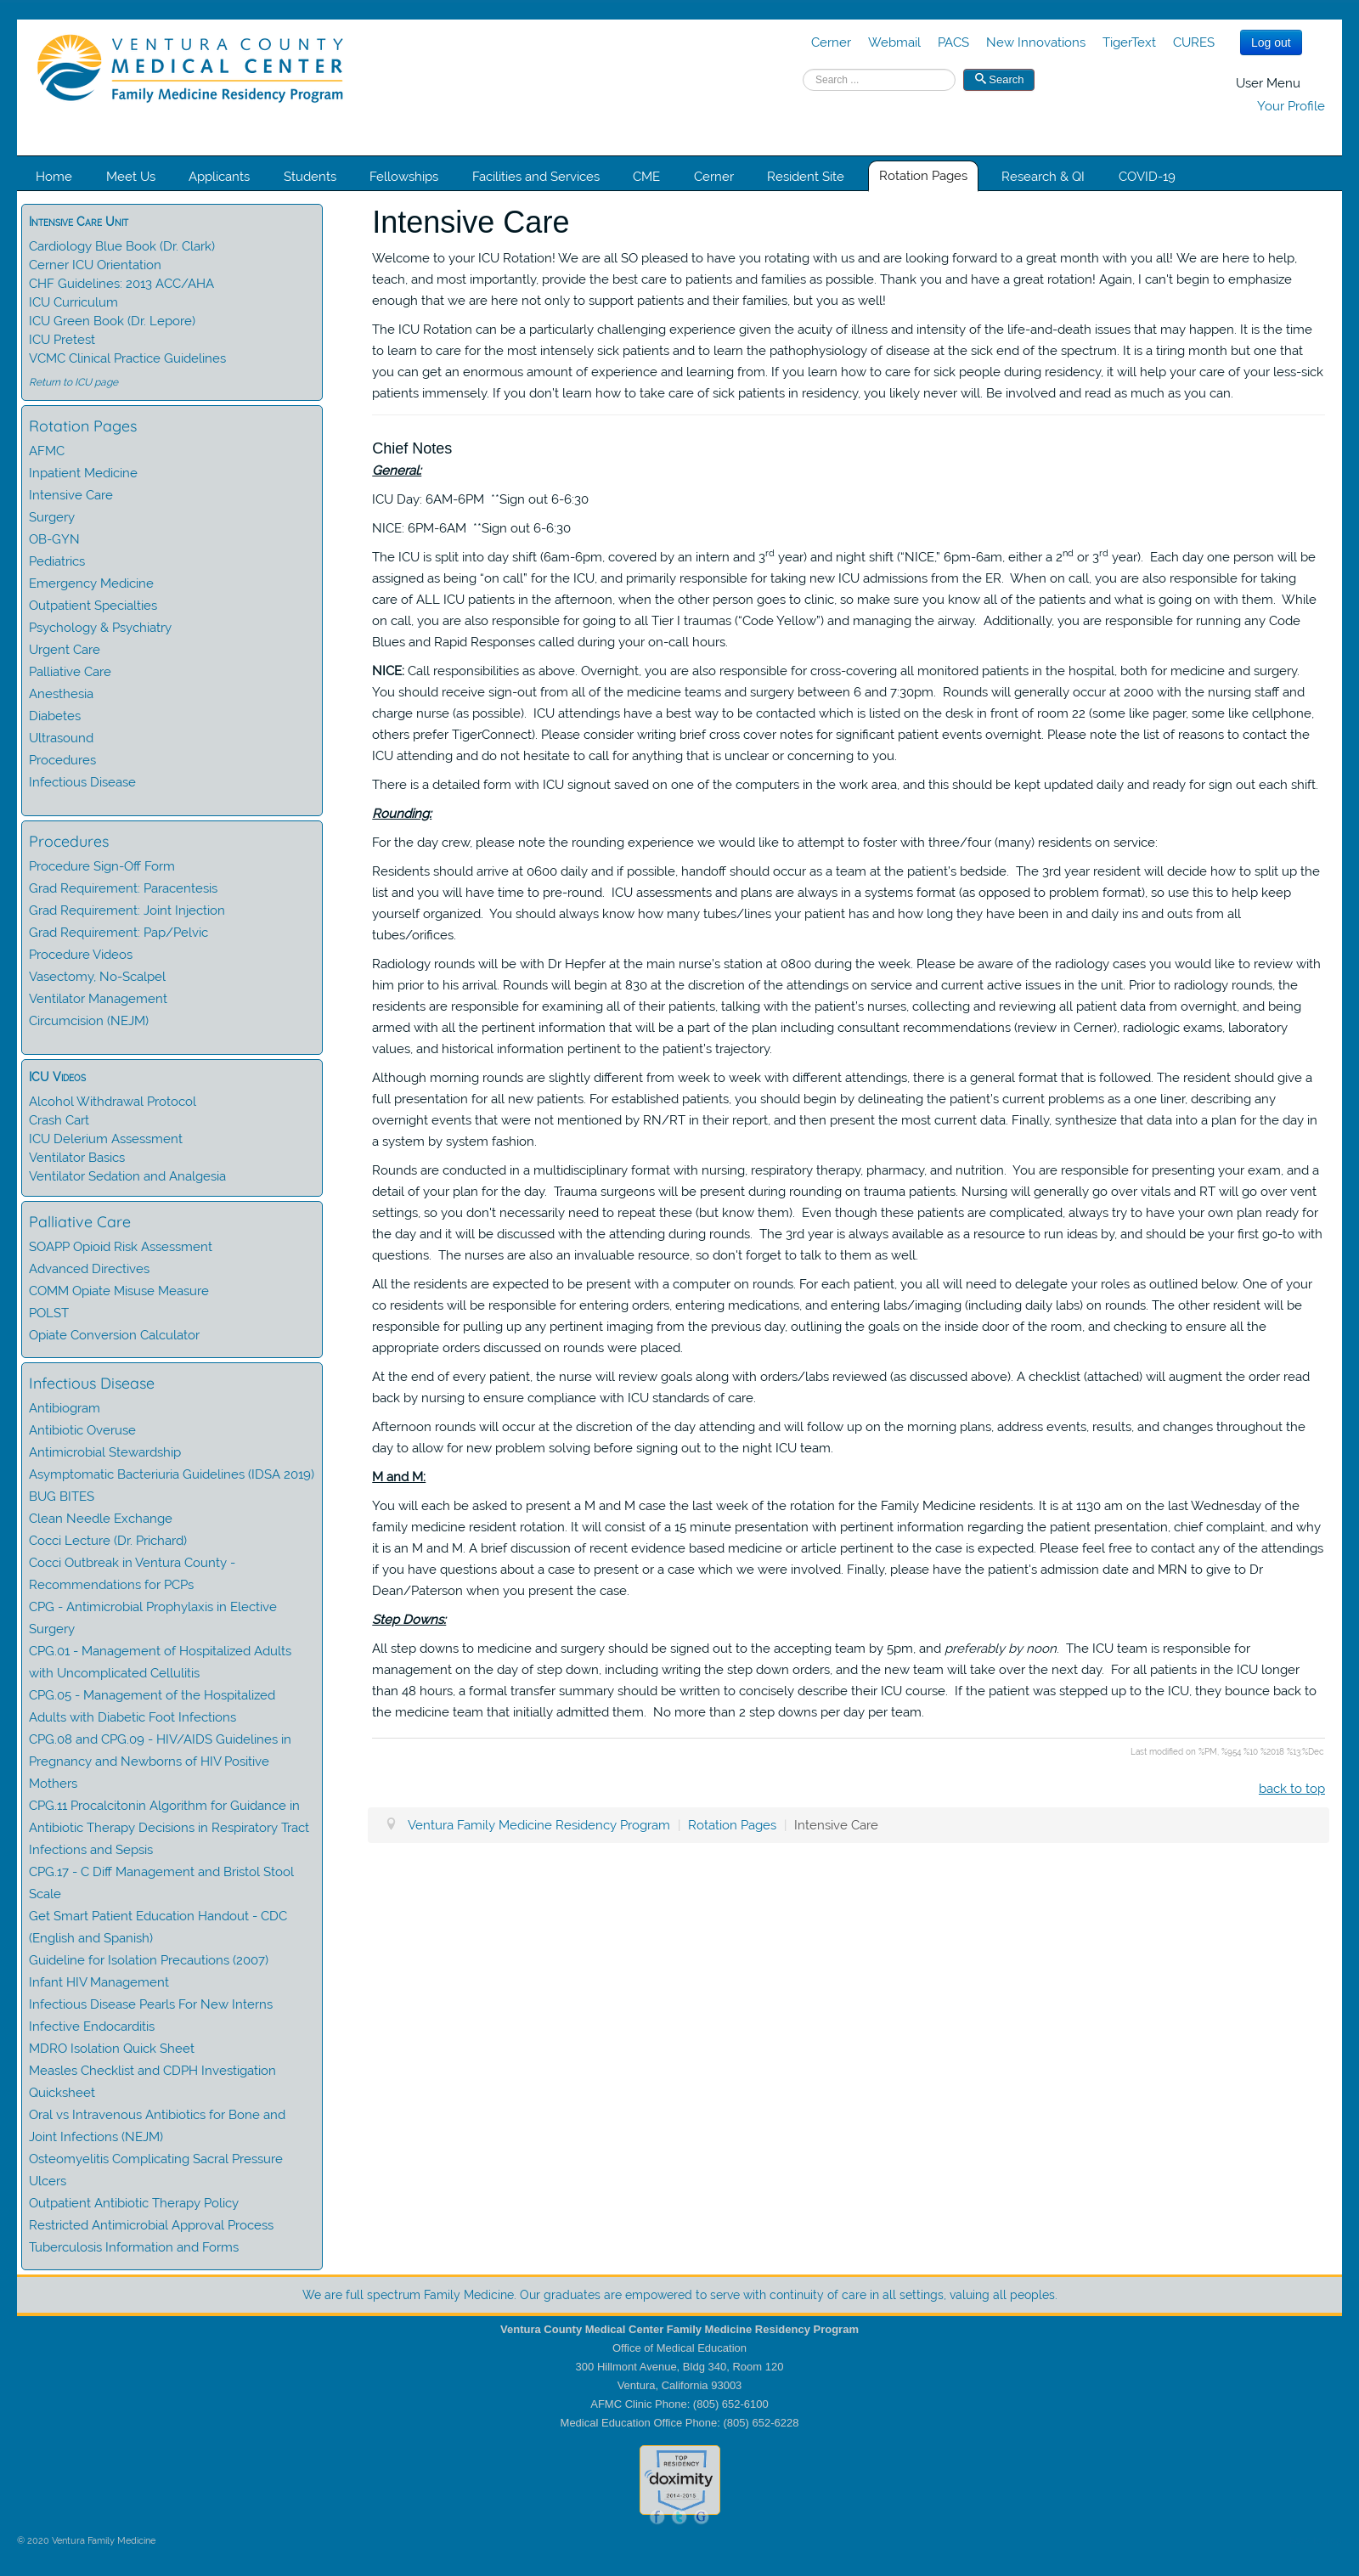 VENTURA COUNTY
MEDICAL CENTER
Family Medicine Residency Program
Cerner Webmail PACS New Innovations TigerText CURES Log out
Search ... Search
User Menu
Your Profile
Home Meet Us Applicants Students Fellowships Facilities and Services CME Cerner Resident Site Rotation Pages Research & QI COVID-19
Intensive Care Unit
Cardiology Blue Book (Dr. Clark)
Cerner ICU Orientation
CHF Guidelines: 2013 ACC/AHA
ICU Curriculum
ICU Green Book (Dr. Lepore)
ICU Pretest
VCMC Clinical Practice Guidelines
Return to ICU page
Rotation Pages
AFMC
Inpatient Medicine
Intensive Care
Surgery
OB-GYN
Pediatrics
Emergency Medicine
Outpatient Specialties
Psychology & Psychiatry
Urgent Care
Palliative Care
Anesthesia
Diabetes
Ultrasound
Procedures
Infectious Disease
Procedures
Procedure Sign-Off Form
Grad Requirement: Paracentesis
Grad Requirement: Joint Injection
Grad Requirement: Pap/Pelvic
Procedure Videos
Vasectomy, No-Scalpel
Ventilator Management
Circumcision (NEJM)
ICU Videos
Alcohol Withdrawal Protocol
Crash Cart
ICU Delerium Assessment
Ventilator Basics
Ventilator Sedation and Analgesia
Palliative Care
SOAPP Opioid Risk Assessment
Advanced Directives
COMM Opiate Misuse Measure
POLST
Opiate Conversion Calculator
Infectious Disease
Antibiogram
Antibiotic Overuse
Antimicrobial Stewardship
Asymptomatic Bacteriuria Guidelines (IDSA 2019)
BUG BITES
Clean Needle Exchange
Cocci Lecture (Dr. Prichard)
Cocci Outbreak in Ventura County -
Recommendations for PCPs
CPG - Antimicrobial Prophylaxis in Elective
Surgery
CPG.01 - Management of Hospitalized Adults
with Uncomplicated Cellulitis
CPG.05 - Management of the Hospitalized
Adults with Diabetic Foot Infections
CPG.08 and CPG.09 - HIV/AIDS Guidelines in
Pregnancy and Newborns of HIV Positive
Mothers
CPG.11 Procalcitonin Algorithm for Guidance in
Antibiotic Therapy Decisions in Respiratory Tract
Infections and Sepsis
CPG.17 - C Diff Management and Bristol Stool
Scale
Get Smart Patient Education Handout - CDC
(English and Spanish)
Guideline for Isolation Precautions (2007)
Infant HIV Management
Infectious Disease Pearls For New Interns
Infective Endocarditis
MDRO Isolation Quick Sheet
Measles Checklist and CDPH Investigation
Quicksheet
Oral vs Intravenous Antibiotics for Bone and
Joint Infections (NEJM)
Osteomyelitis Complicating Sacral Pressure
Ulcers
Outpatient Antibiotic Therapy Policy
Restricted Antimicrobial Approval Process
Tuberculosis Information and Forms
Intensive Care
Welcome to your ICU Rotation! We are all SO pleased to have you rotating with us and are looking forward to a great month with you all! We are here to help,
teach, and most importantly, provide the best care to patients and families as possible. Thank you and have a great rotation! Again, I can't begin to emphasize
enough that we are here not only to support patients and their families, but you as well!
The ICU Rotation can be a particularly challenging experience given the acuity of illness and intensity of the life-and-death issues that may happen. It is the time
to learn to care for the most intensely sick patients and to learn the pathophysiology of disease at the sick end of the spectrum. It is a tiring month but one that
you can get an enormous amount of experience and learning from. If you learn how to care for sick people during residency, it will help your care of your less-sick
patients immensely. If you don't learn how to take care of sick patients in residency, you likely never will. Be involved and read as much as you can.
Chief Notes
General:
ICU Day: 6AM-6PM **Sign out 6-6:30
NICE: 6PM-6AM **Sign out 6-6:30
The ICU is split into day shift (6am-6pm, covered by an intern and 3rd year) and night shift ("NICE," 6pm-6am, either a 2nd or 3rd year). Each day one person will be
assigned as being "on call" for the ICU, and primarily responsible for taking new ICU admissions from the ER. When on call, you are also responsible for taking
care of ALL ICU patients in the afternoon, when the other person goes to clinic, so make sure you know all of the patients and what is going on with them. While
on call, you are also responsible for going to all Tier I traumas ("Code Yellow") and managing the airway. Additionally, you are responsible for running any Code
Blues and Rapid Responses called during your on-call hours.
NICE: Call responsibilities as above. Overnight, you are also responsible for cross-covering all monitored patients in the hospital, both for medicine and surgery.
You should receive sign-out from all of the medicine teams and surgery between 6 and 7:30pm. Rounds will generally occur at 2000 with the nursing staff and
charge nurse (as possible). ICU attendings have a best way to be contacted which is listed on the desk in front of room 22 (some like pager, some like cellphone,
others prefer TigerConnect). Please consider writing brief cross cover notes for significant patient events overnight. Please note the list of reasons to contact the
ICU attending and do not hesitate to call for anything that is unclear or concerning to you.
There is a detailed form with ICU signout saved on one of the computers in the work area, and this should be kept updated daily and ready for sign out each shift.
Rounding:
For the day crew, please note the rounding experience we would like to attempt to foster with three/four (many) residents on service:
Residents should arrive at 0600 daily and if possible, handoff should occur as a team at the patient's bedside. The 3rd year resident will decide how to split up the
list and you will have time to pre-round. ICU assessments and plans are always in a systems format (as opposed to problem format), so use this to help keep
yourself organized. You should always know how many tubes/lines your patient has and how long they have been in and daily ins and outs from all
tubes/orifices.
Radiology rounds will be with Dr Hepfer at the main nurse's station at 0800 during the week. Please be aware of the radiology cases you would like to review with
him prior to his arrival. Rounds will begin at 830 at the discretion of the attendings on service and current active issues in the unit. Prior to radiology rounds, the
residents are responsible for examining all of their patients, talking with the patient's nurses, collecting and reviewing all patient data from overnight, and being
armed with all the pertinent information that will be a part of the plan including consultant recommendations (review in Cerner), radiologic exams, laboratory
values, and historical information pertinent to the patient's trajectory.
Although morning rounds are slightly different from week to week with different attendings, there is a general format that is followed. The resident should give a
full presentation for all new patients. For established patients, you should begin by delineating the patient's current problems as a one liner, describing any
overnight events that were not mentioned by RN/RT in their report, and then present the most current data. Finally, synthesize that data into a plan for the day in
a system by system fashion.
Rounds are conducted in a multidisciplinary format with nursing, respiratory therapy, pharmacy, and nutrition. You are responsible for presenting your exam, and a
detail of your plan for the day. Trauma surgeons will be present during rounding on trauma patients. Nursing will generally go over vitals and RT will go over vent
settings, so you don't necessarily need to repeat these (but know them). Even though these patients are complicated, always try to have your own plan ready for
the day and it will be discussed with the attending during rounds. The 3rd year is always available as a resource to run ideas by, and should be your first go-to with
questions. The nurses are also an invaluable resource, so don't forget to talk to them as well.
All the residents are expected to be present with a computer on rounds. For each patient, you all will need to delegate your roles as outlined below. One of your
co residents will be responsible for entering orders, entering medications, and entering labs/imaging (including daily labs) on rounds. The other resident will be
responsible for pulling up any pertinent imaging from the previous day, outlining the goals on the inside door of the room, and checking to ensure all the
appropriate orders discussed on rounds were placed.
At the end of every patient, the nurse will review goals along with orders/labs reviewed (as discussed above). A checklist (attached) will augment the order read
back by nursing to ensure compliance with ICU standards of care.
Afternoon rounds will occur at the discretion of the day attending and will follow up on the morning plans, address events, results, and changes throughout the
day to allow for new problem solving before signing out to the night ICU team.
M and M:
You will each be asked to present a M and M case the last week of the rotation for the Family Medicine residents. It is at 1130 am on the last Wednesday of the
family medicine resident rotation. It will consist of a 15 minute presentation with pertinent information regarding the patient presentation, chief complaint, and why
it is an M and M. A brief discussion of recent evidence based medicine or article pertinent to the case is expected. Please feel free to contact any of the attendings
if you have questions about a case to present or a case which we were involved. Finally, please have the patient's admission date and MRN to give to Dr
Dean/Paterson when you present the case.
Step Downs:
All step downs to medicine and surgery should be signed out to the accepting team by 5pm, and preferably by noon. The ICU team is responsible for
management on the day of step down, including writing the step down orders, and the new team will take over the next day. For all patients in the ICU longer
than 48 hours, a formal transfer summary should be written to concisely describe their ICU course. If the patient was stepped up to the ICU, they bounce back to
the medicine team that initially admitted them. No more than 2 step downs per day per team.
Last modified on %PM, %954 %10 %2018 %13:%Dec
back to top
Ventura Family Medicine Residency Program | Rotation Pages | Intensive Care
We are full spectrum Family Medicine. Our graduates are empowered to serve with continuity of care in all settings, valuing all peoples.
Ventura County Medical Center Family Medicine Residency Program
Office of Medical Education
300 Hillmont Avenue, Bldg 340, Room 120
Ventura, California 93003
AFMC Clinic Phone: (805) 652-6100
Medical Education Office Phone: (805) 652-6228
TOP
RESIDENCY
doximity
2014-2015
f t G
© 2020 Ventura Family Medicine